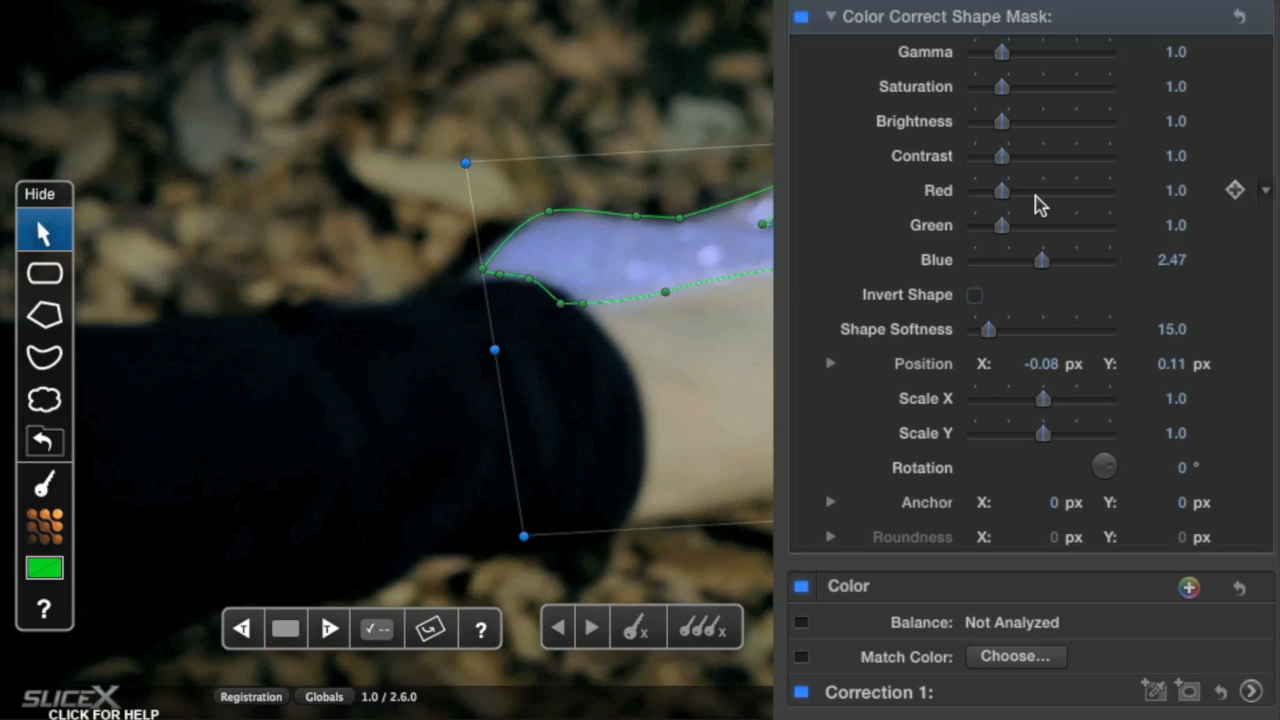 Color Correct Shape Mask:
Gamma 1.0
Saturation 1.0
Brightness 1.0
Contrast 1.0
Red 1.0
Green 1.0
Blue 2.47
Invert Shape
Shape Softness 15.0
Position X: -0.08 px Y: 0.11 px
Scale X 1.0
Scale Y 1.0
Rotation 0 °
Anchor X: 0 px Y: 0 px
Roundness X: 0 px Y: 0 px
Color
Balance: Not Analyzed
Match Color: Choose...
Correction 1:
Hide
?
T T ✓-- ? x x
SLICEX
CLICK FOR HELP
Registration Globals 1.0 / 2.6.0